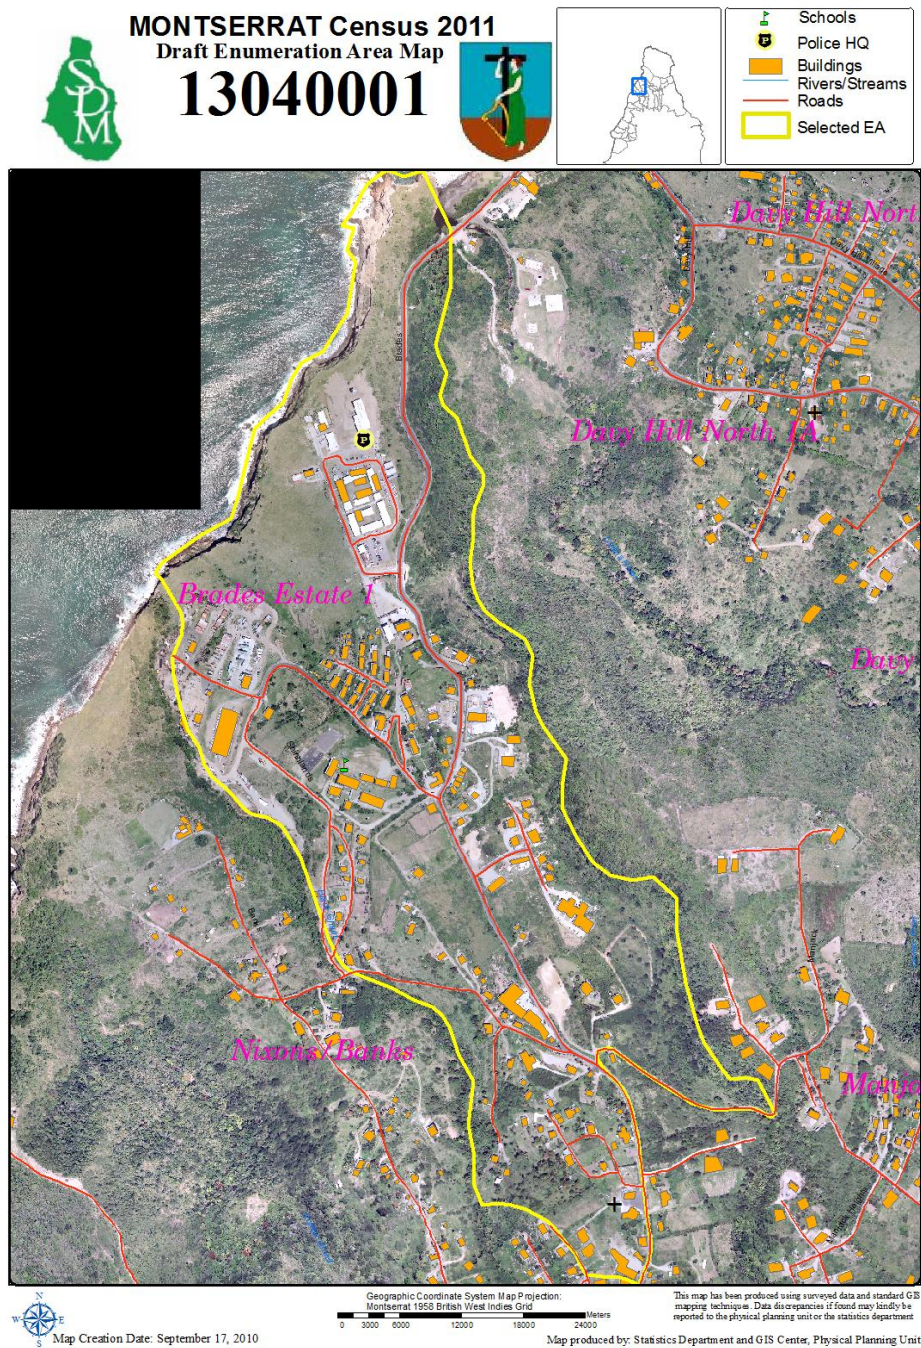 MONTSERRAT Census 2011
Draft Enumeration Area Map
13040001
SDM
Schools
Police HQ
Buildings
Rivers/Streams
Roads
Selected EA
Davy Hill Nort
Brades
P
Davy Hill North 1A
Brades Estate 1
Davy
Nixons/Banks
Manjo
N
W E
S
Map Creation Date: September 17, 2010
Geographic Coordinate System Map Projection:
Montserrat 1958 British West Indies Grid
Meters
0 3000 6000 12000 18000 24000
This map has been produced using surveyed data and standard GIS
mapping techniques. Data discrepancies if found may kindly be
reported to the physical planning unit or the statistics department
Map produced by: Statistics Department and GIS Center, Physical Planning Unit